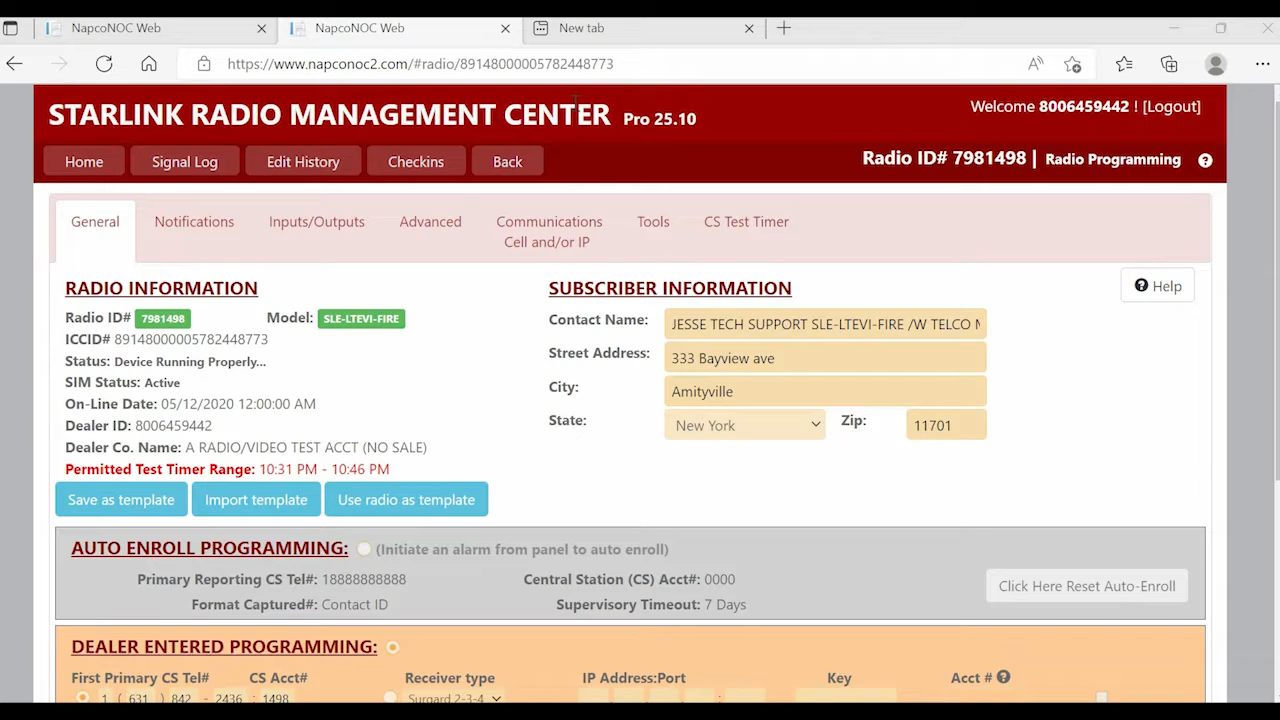 NapcoNOC Web
NapcoNOC Web
New tab
https://www.napconoc2.com/#radio/89148000005782448773
STARLINK RADIO MANAGEMENT CENTER Pro 25.10
Welcome 8006459442 ! [Logout]
Home Signal Log Edit History Checkins Back
Radio ID# 7981498 | Radio Programming
General Notifications Inputs/Outputs Advanced Communications Cell and/or IP Tools CS Test Timer
Help
RADIO INFORMATION
Radio ID# 7981498 Model: SLE-LTEVI-FIRE
ICCID# 89148000005782448773
Status: Device Running Properly...
SIM Status: Active
On-Line Date: 05/12/2020 12:00:00 AM
Dealer ID: 8006459442
Dealer Co. Name: A RADIO/VIDEO TEST ACCT (NO SALE)
Permitted Test Timer Range: 10:31 PM - 10:46 PM
Save as template Import template Use radio as template
SUBSCRIBER INFORMATION
Contact Name: JESSE TECH SUPPORT SLE-LTEVI-FIRE /W TELCO
Street Address: 333 Bayview ave
City: Amityville
State: New York Zip: 11701
AUTO ENROLL PROGRAMMING: (Initiate an alarm from panel to auto enroll)
Primary Reporting CS Tel#: 18888888888 Central Station (CS) Acct#: 0000
Format Captured#: Contact ID Supervisory Timeout: 7 Days
Click Here Reset Auto-Enroll
DEALER ENTERED PROGRAMMING:
First Primary CS Tel# CS Acct# Receiver type IP Address:Port Key Acct #
1 ( 631 ) 842 - 2436 : 1498 Surgard 2-3-4